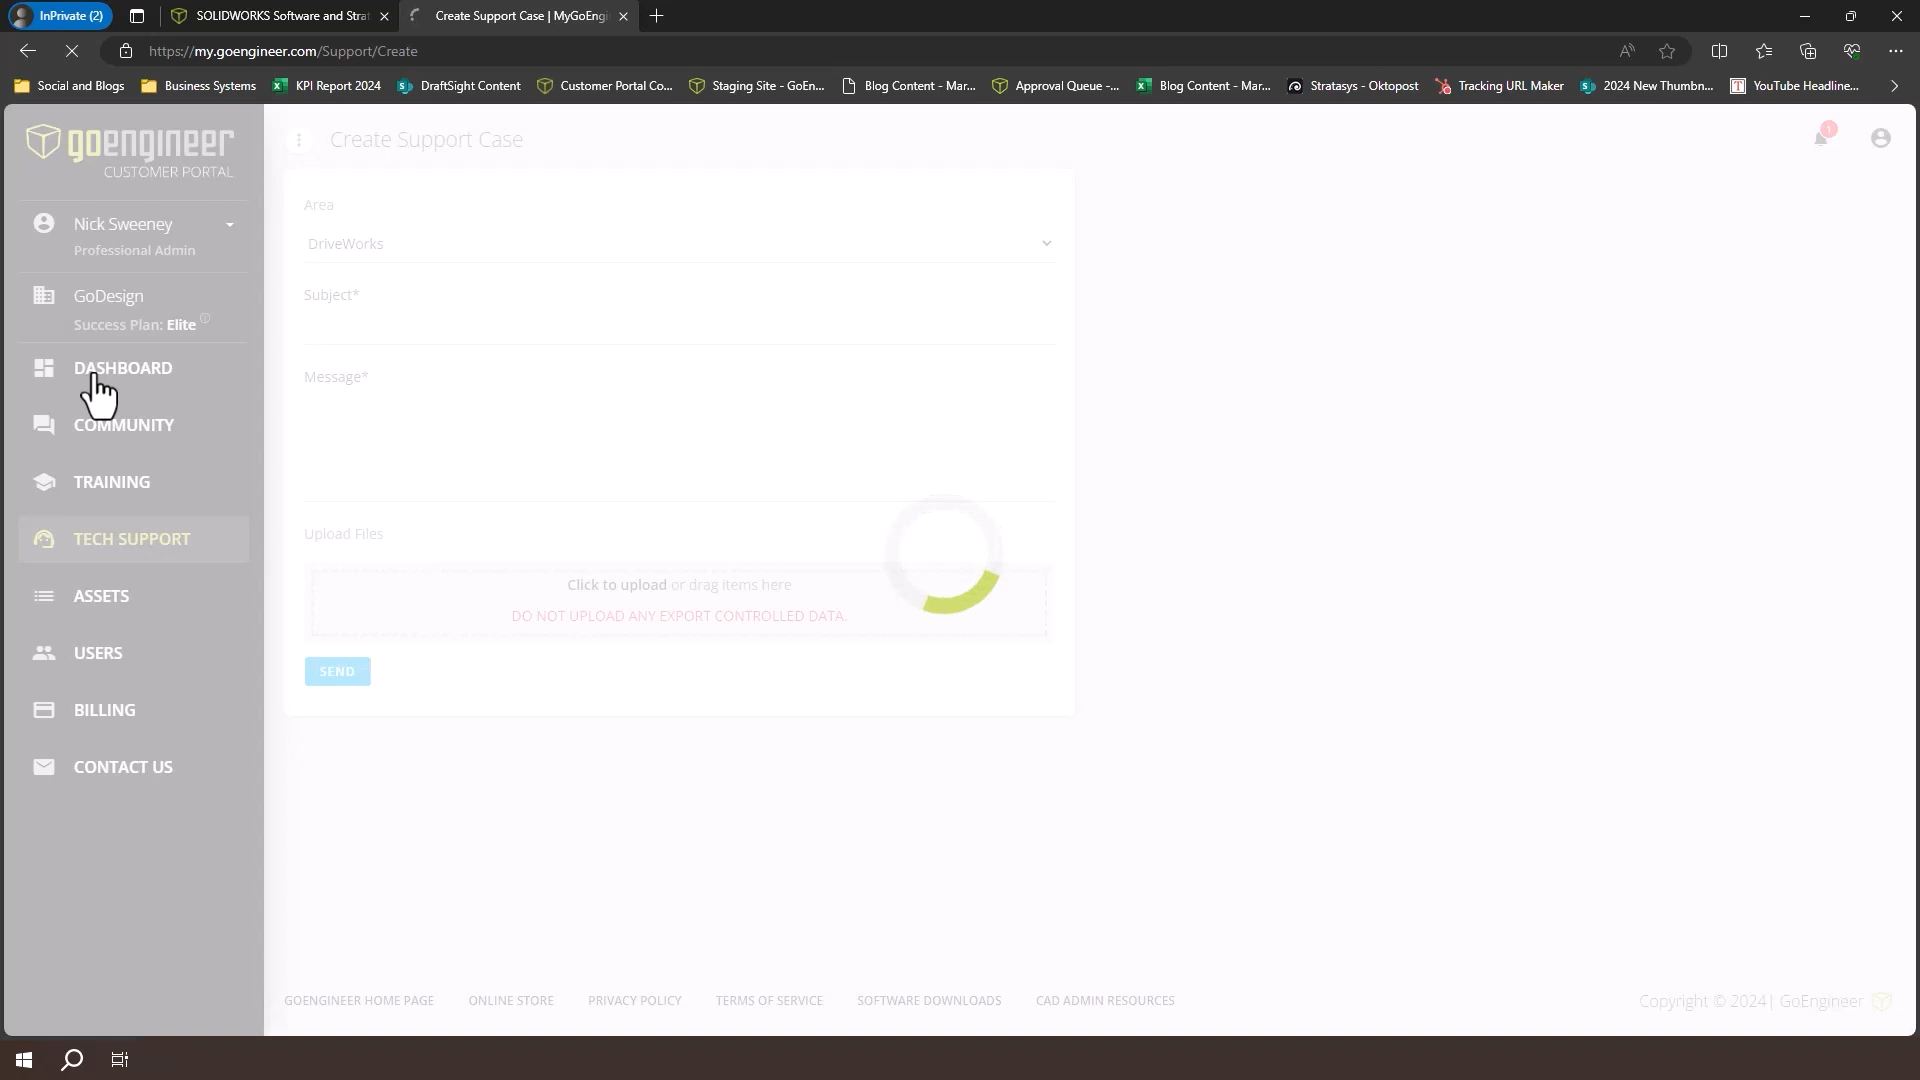 InPrivate (2)
SOLIDWORKS Software and Stra
Create Support Case | MyGoEngi
https://my.goengineer.com/Support/Create
Social and Blogs
Business Systems
KPI Report 2024
DraftSight Content
Customer Portal Co...
Staging Site - GoEn...
Blog Content - Mar...
Approval Queue -...
Blog Content - Mar...
Stratasys - Oktopost
Tracking URL Maker
2024 New Thumbn...
YouTube Headline...
goengineer
CUSTOMER PORTAL
Nick Sweeney
Professional Admin
GoDesign
Success Plan: Elite
DASHBOARD
COMMUNITY
TRAINING
TECH SUPPORT
ASSETS
USERS
BILLING
CONTACT US
Create Support Case
1
Area
DriveWorks
Subject*
Message*
Upload Files
Click to upload or drag items here
DO NOT UPLOAD ANY EXPORT CONTROLLED DATA.
SEND
GOENGINEER HOME PAGE
ONLINE STORE
PRIVACY POLICY
TERMS OF SERVICE
SOFTWARE DOWNLOADS
CAD ADMIN RESOURCES
Copyright © 2024 | GoEngineer